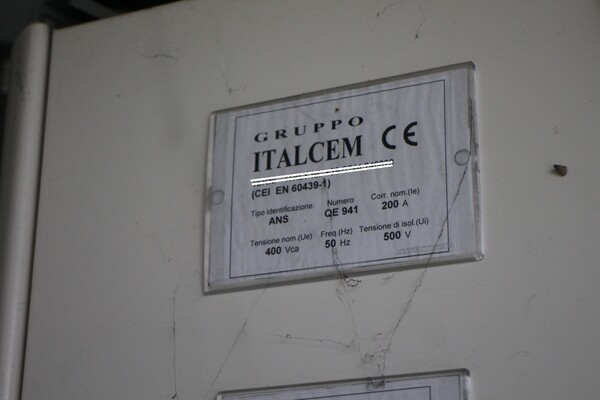 GRUPPO
ITALCEM CE
(CEI EN 60439-1)
Tipo identificazione: Numero Corr. nom.(Ie)
ANS QE 941 200 A
Tensione nom.(Ue) Freq.(Hz) Tensione di isol.(Ui)
400 Vca 50 Hz 500 V